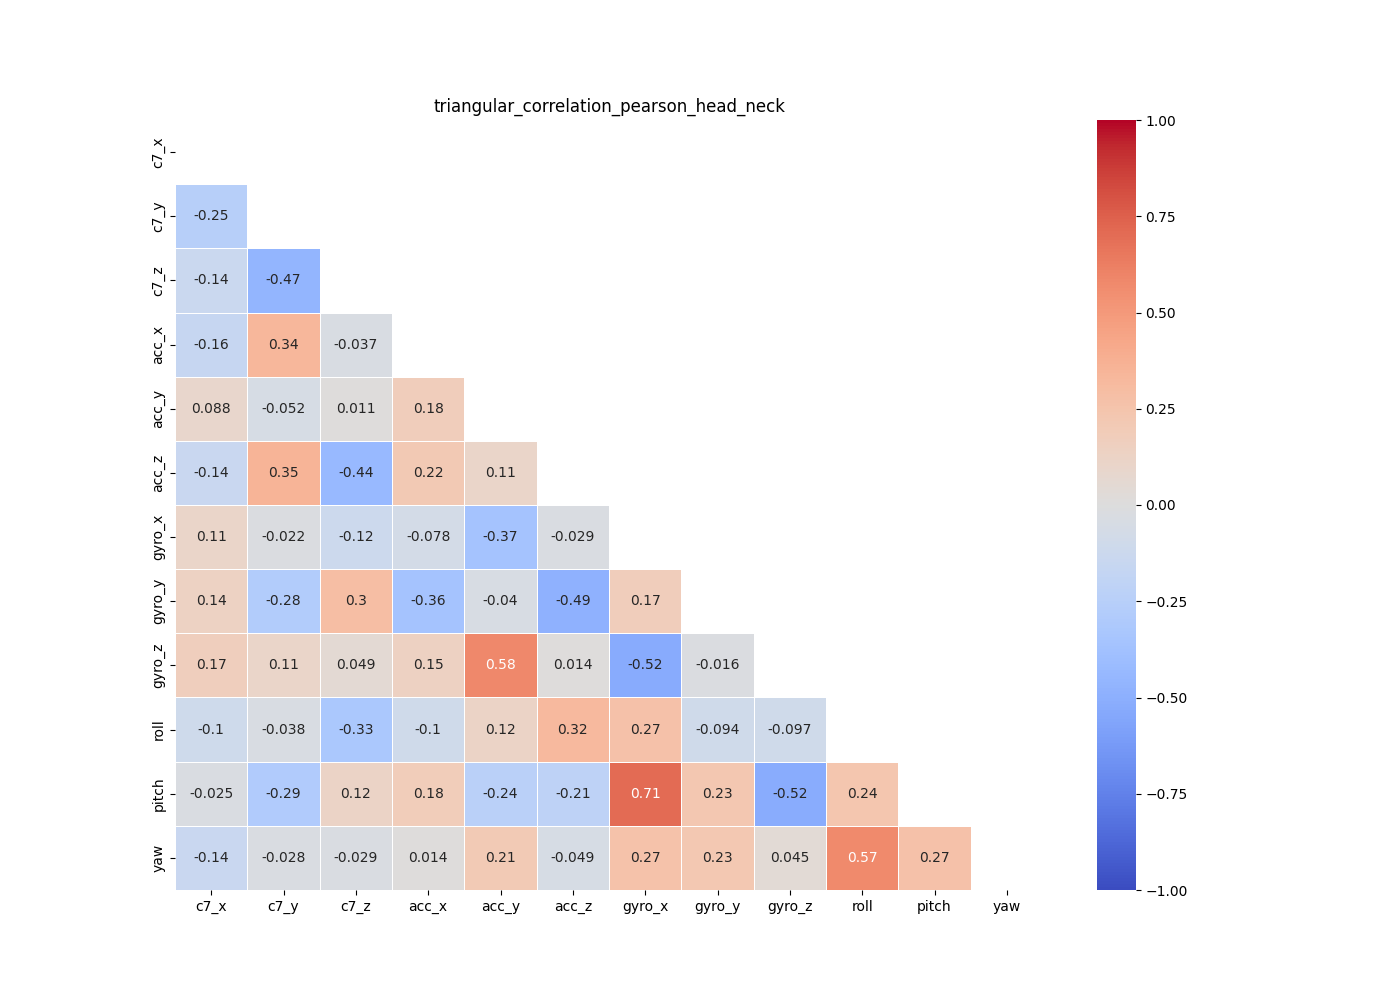 triangular_correlation_pearson_head_neck
c7_x
c7_y -0.25
c7_z -0.14 -0.47
acc_x -0.16 0.34 -0.037
acc_y 0.088 -0.052 0.011 0.18
acc_z -0.14 0.35 -0.44 0.22 0.11
gyro_x 0.11 -0.022 -0.12 -0.078 -0.37 -0.029
gyro_y 0.14 -0.28 0.3 -0.36 -0.04 -0.49 0.17
gyro_z 0.17 0.11 0.049 0.15 0.58 0.014 -0.52 -0.016
roll -0.1 -0.038 -0.33 -0.1 0.12 0.32 0.27 -0.094 -0.097
pitch -0.025 -0.29 0.12 0.18 -0.24 -0.21 0.71 0.23 -0.52 0.24
yaw -0.14 -0.028 -0.029 0.014 0.21 -0.049 0.27 0.23 0.045 0.57 0.27
c7_x c7_y c7_z acc_x acc_y acc_z gyro_x gyro_y gyro_z roll pitch yaw
1.00
0.75
0.50
0.25
0.00
−0.25
−0.50
−0.75
−1.00